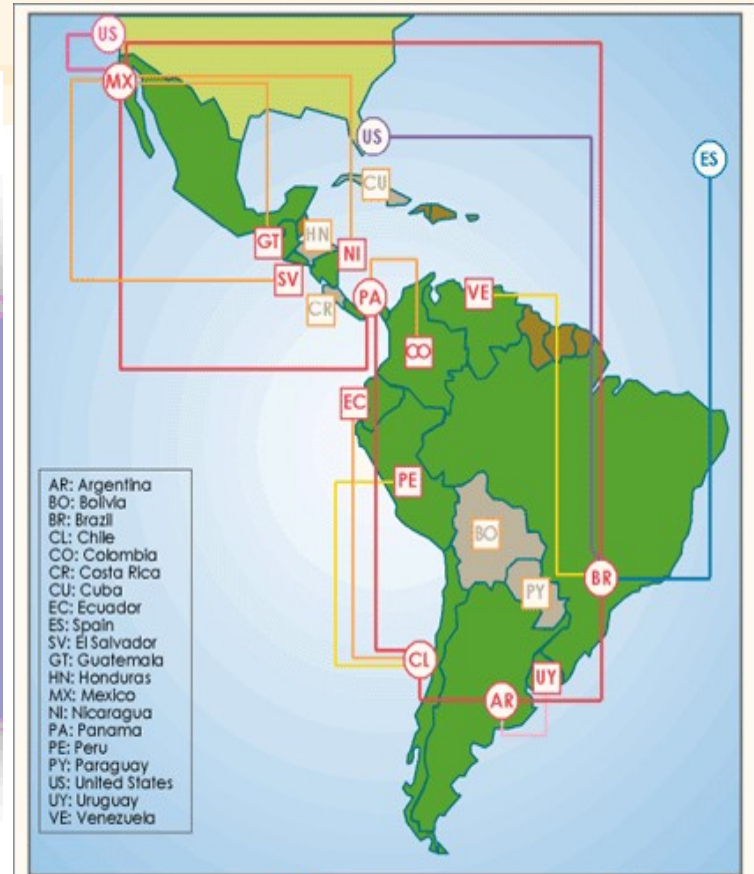 US
MX
US
ES
CU
HN
GT
NI
SV
PA
VE
CR
CO
EC
PE
BO
BR
PY
CL
UY
AR
AR: Argentina
BO: Bolivia
BR: Brazil
CL: Chile
CO: Colombia
CR: Costa Rica
CU: Cuba
EC: Ecuador
ES: Spain
SV: El Salvador
GT: Guatemala
HN: Honduras
MX: Mexico
NI: Nicaragua
PA: Panama
PE: Peru
PY: Paraguay
US: United States
UY: Uruguay
VE: Venezuela